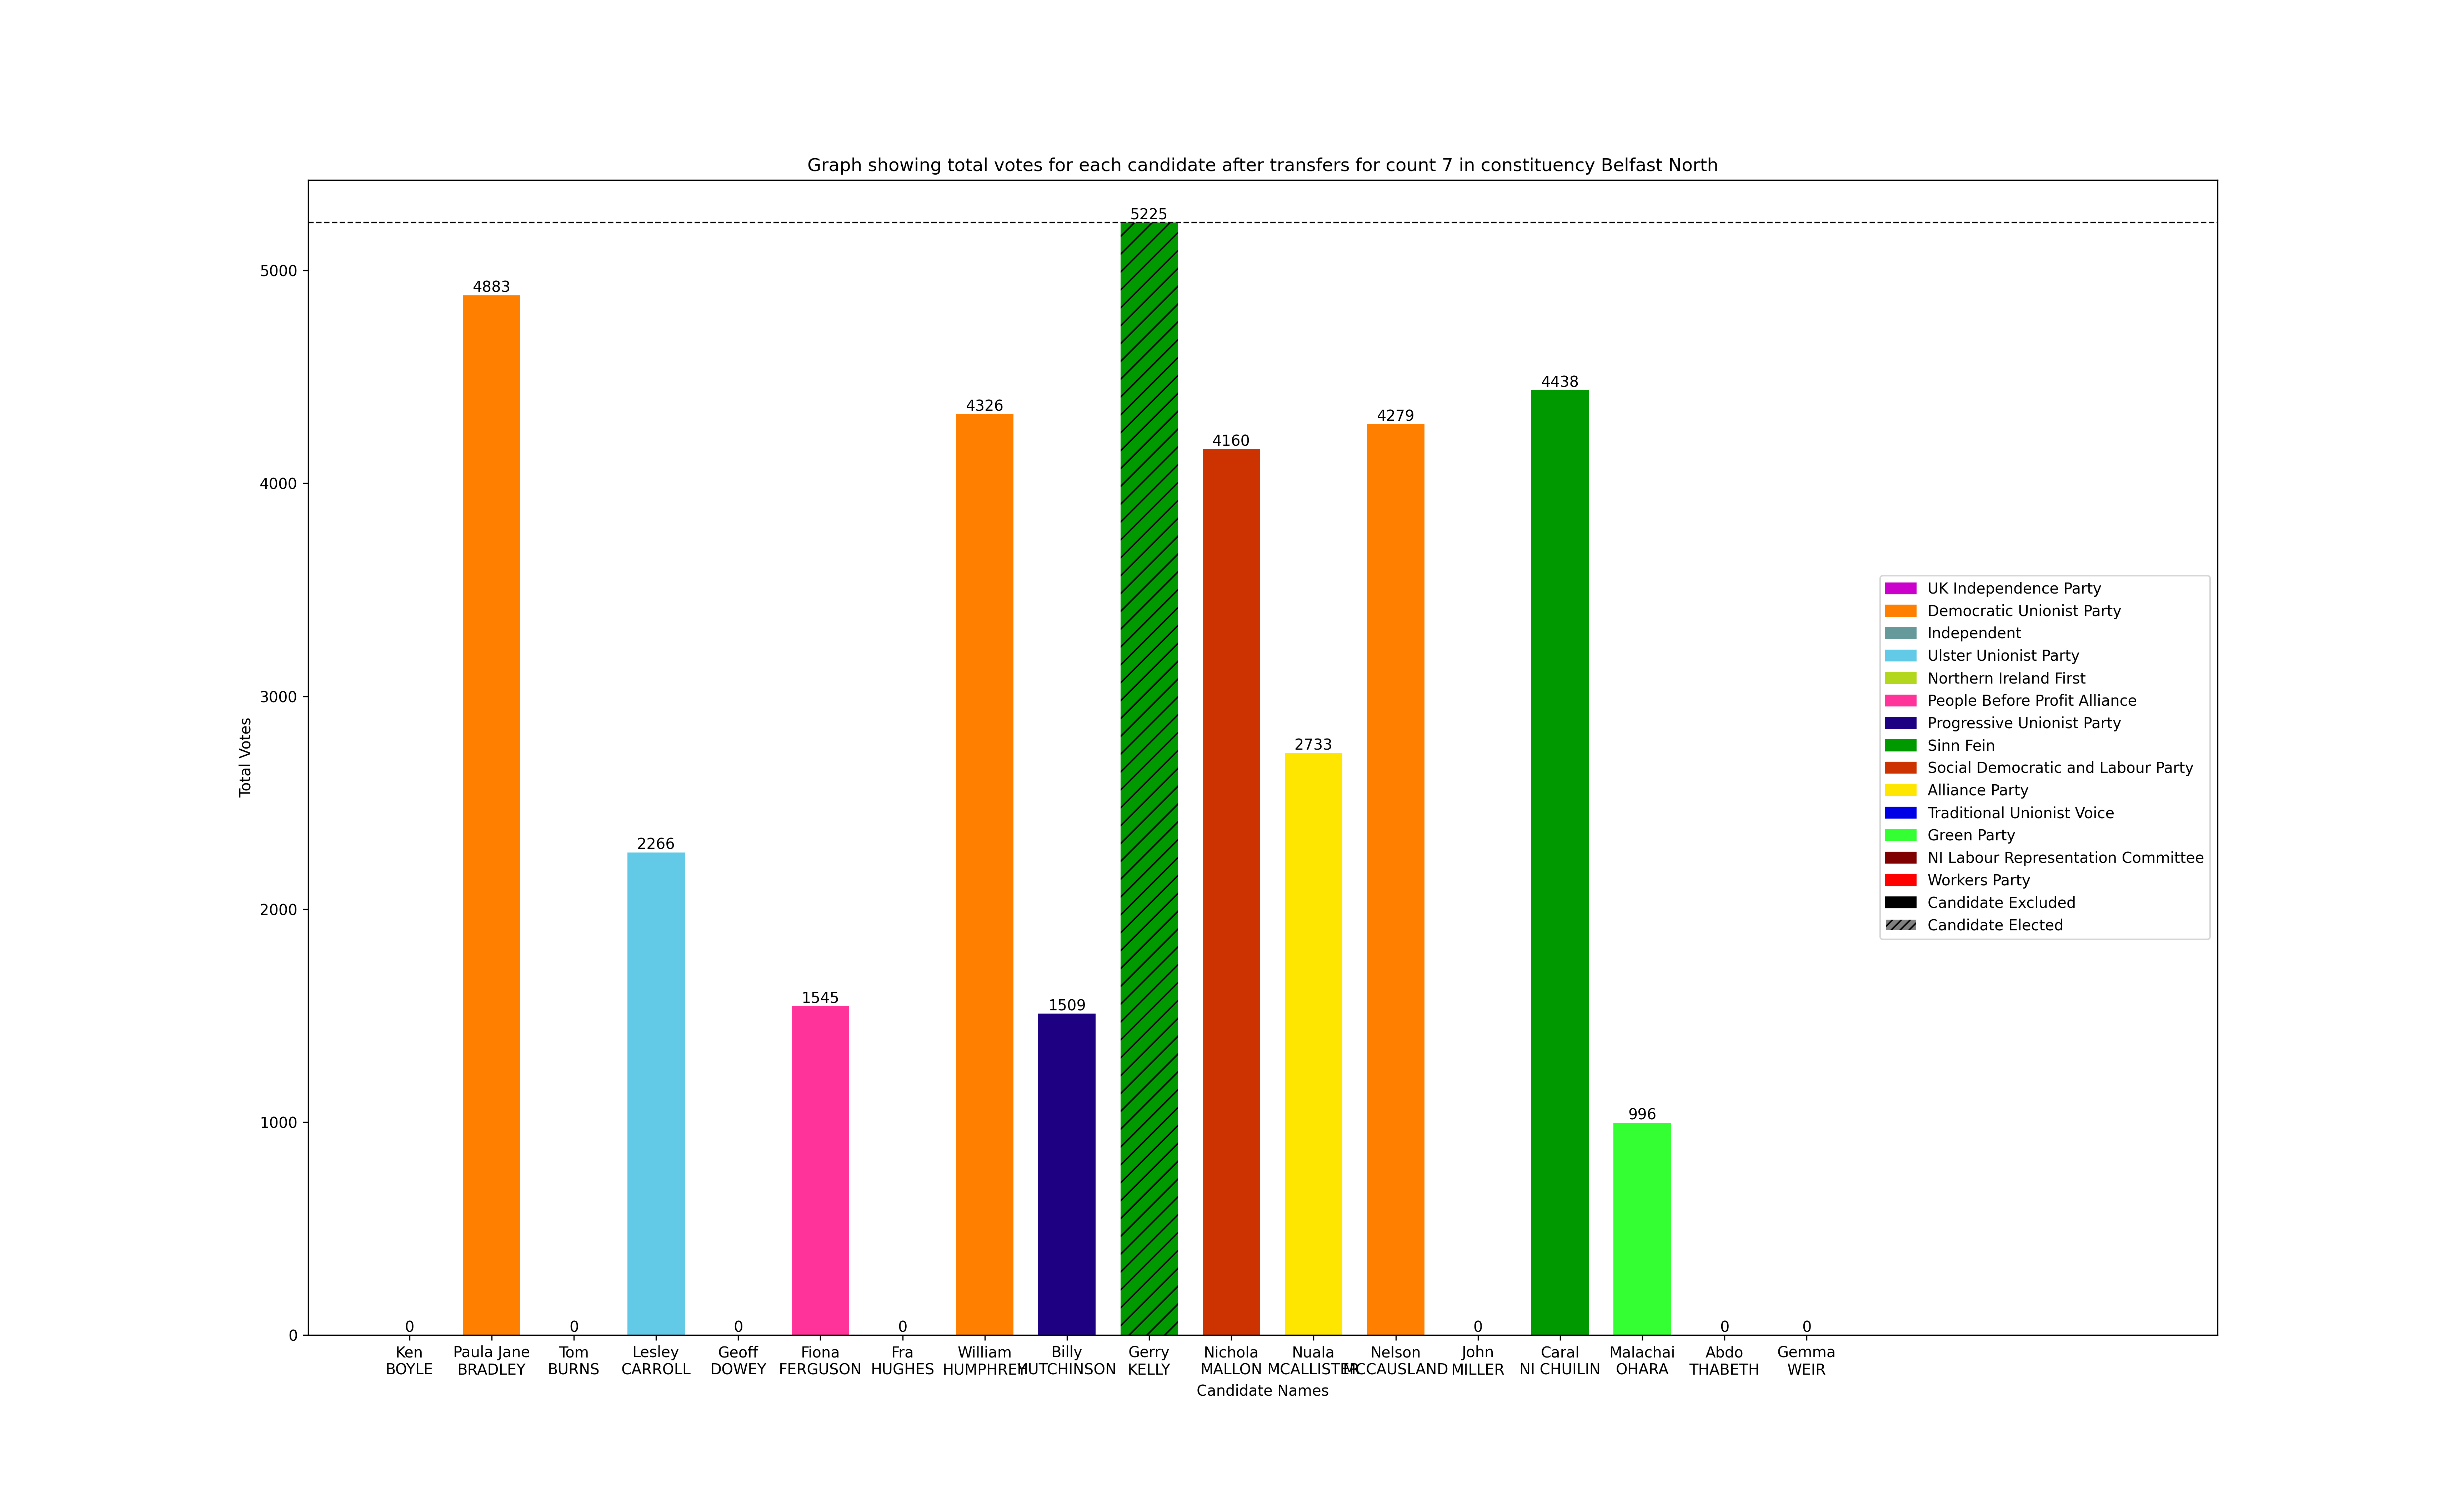 Graph showing total votes for each candidate after transfers for count 7 in constituency Belfast North
Total Votes
5000
4000
3000
2000
1000
0
0
4883
0
2266
0
1545
0
4326
1509
5225
4160
2733
4279
0
4438
996
0
0
Ken
BOYLE
Paula Jane
BRADLEY
Tom
BURNS
Lesley
CARROLL
Geoff
DOWEY
Fiona
FERGUSON
Fra
HUGHES
William
HUMPHREY
Billy
HUTCHINSON
Gerry
KELLY
Nichola
MALLON
Nuala
MCALLISTER
Nelson
MCCAUSLAND
John
MILLER
Caral
NI CHUILIN
Malachai
OHARA
Abdo
THABETH
Gemma
WEIR
Candidate Names
UK Independence Party
Democratic Unionist Party
Independent
Ulster Unionist Party
Northern Ireland First
People Before Profit Alliance
Progressive Unionist Party
Sinn Fein
Social Democratic and Labour Party
Alliance Party
Traditional Unionist Voice
Green Party
NI Labour Representation Committee
Workers Party
Candidate Excluded
Candidate Elected